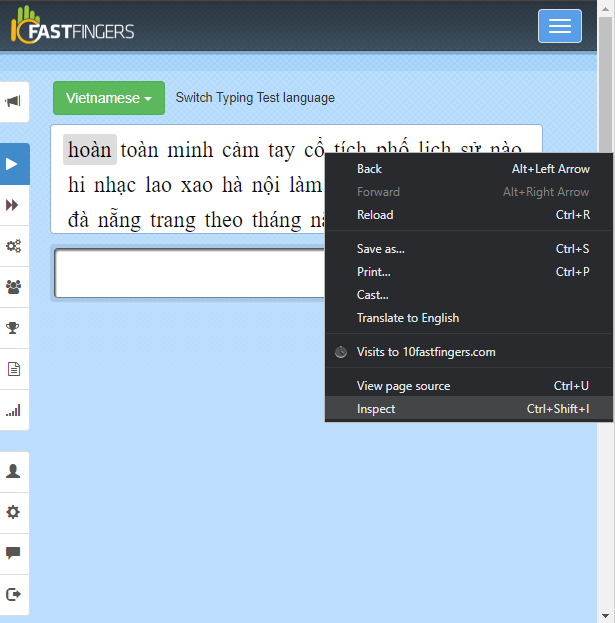 10FASTFINGERS
Vietnamese
Switch Typing Test language
hoàn toàn minh cảm tay cổ tích phố lịch sử nào
hi nhạc lao xao hà nội làm
đà nẵng trang theo tháng
Back Alt+Left Arrow
Forward Alt+Right Arrow
Reload Ctrl+R
Save as... Ctrl+S
Print... Ctrl+P
Cast...
Translate to English
Visits to 10fastfingers.com
View page source Ctrl+U
Inspect Ctrl+Shift+I